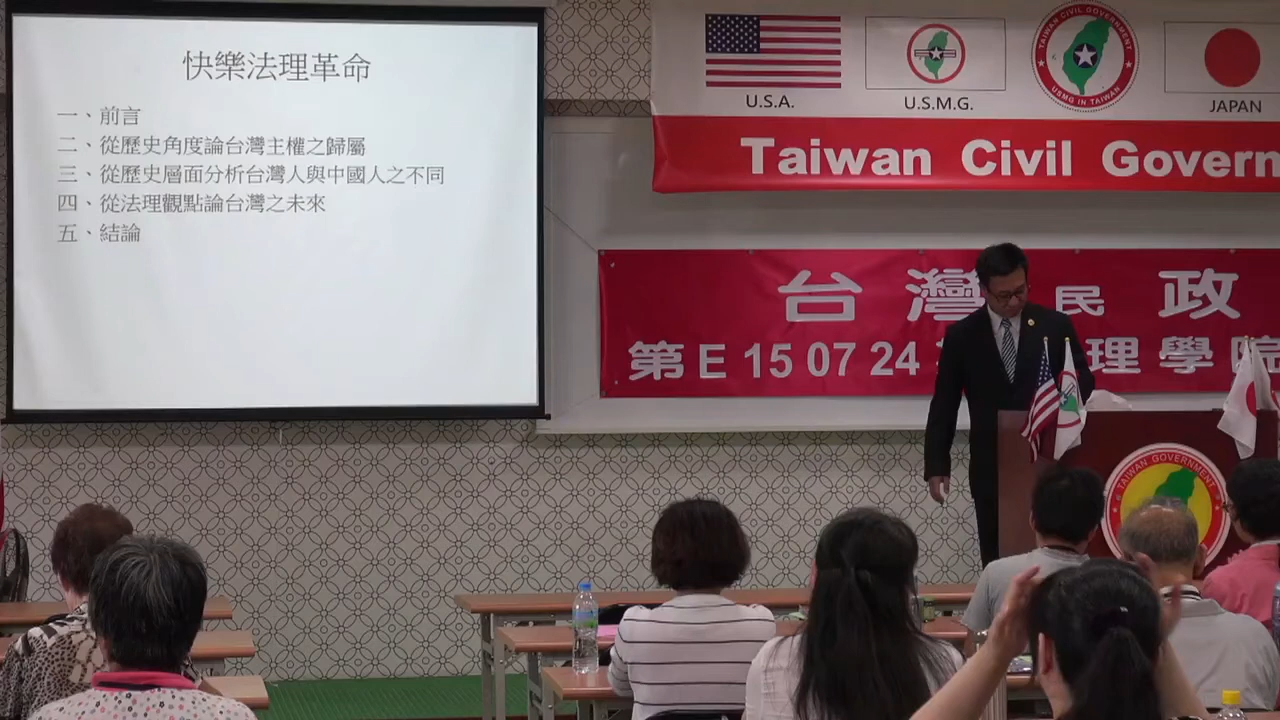 快樂法理革命
一、前言
二、從歷史角度論台灣主權之歸屬
三、從歷史層面分析台灣人與中國人之不同
四、從法理觀點論台灣之未來
五、結論
U.S.A.
U.S.M.G.
TAIWAN CIVIL GOVERNMENT
USMG IN TAIWAN
JAPAN
Taiwan Civil Govern
台灣民政
第E 15 07 24 理學院
TAIWAN GOVERNMENT